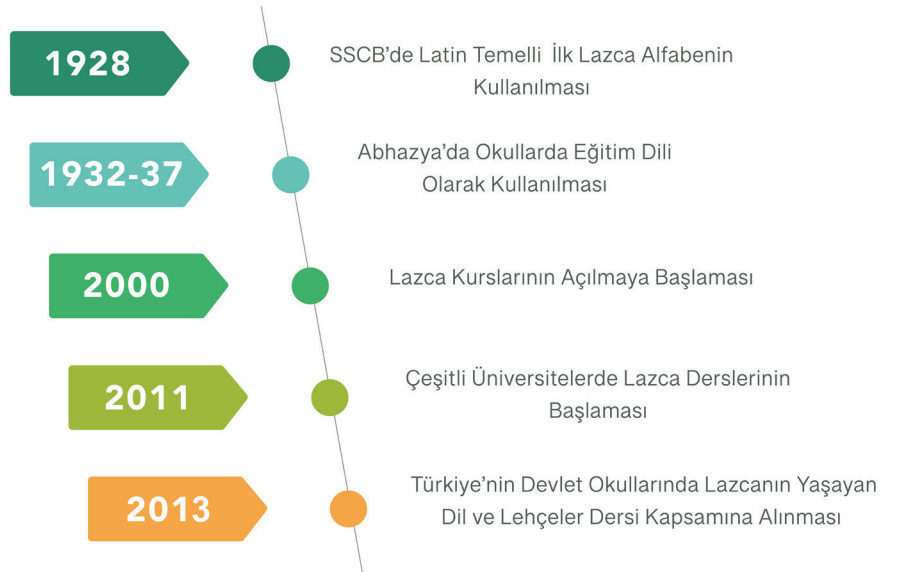 1928
SSCB'de Latin Temelli İlk Lazca Alfabenin
Kullanılması
1932-37
Abhazya'da Okullarda Eğitim Dili
Olarak Kullanılması
2000
Lazca Kurslarının Açılmaya Başlaması
2011
Çeşitli Üniversitelerde Lazca Derslerinin
Başlaması
2013
Türkiye'nin Devlet Okullarında Lazcanın Yaşayan
Dil ve Lehçeler Dersi Kapsamına Alınması